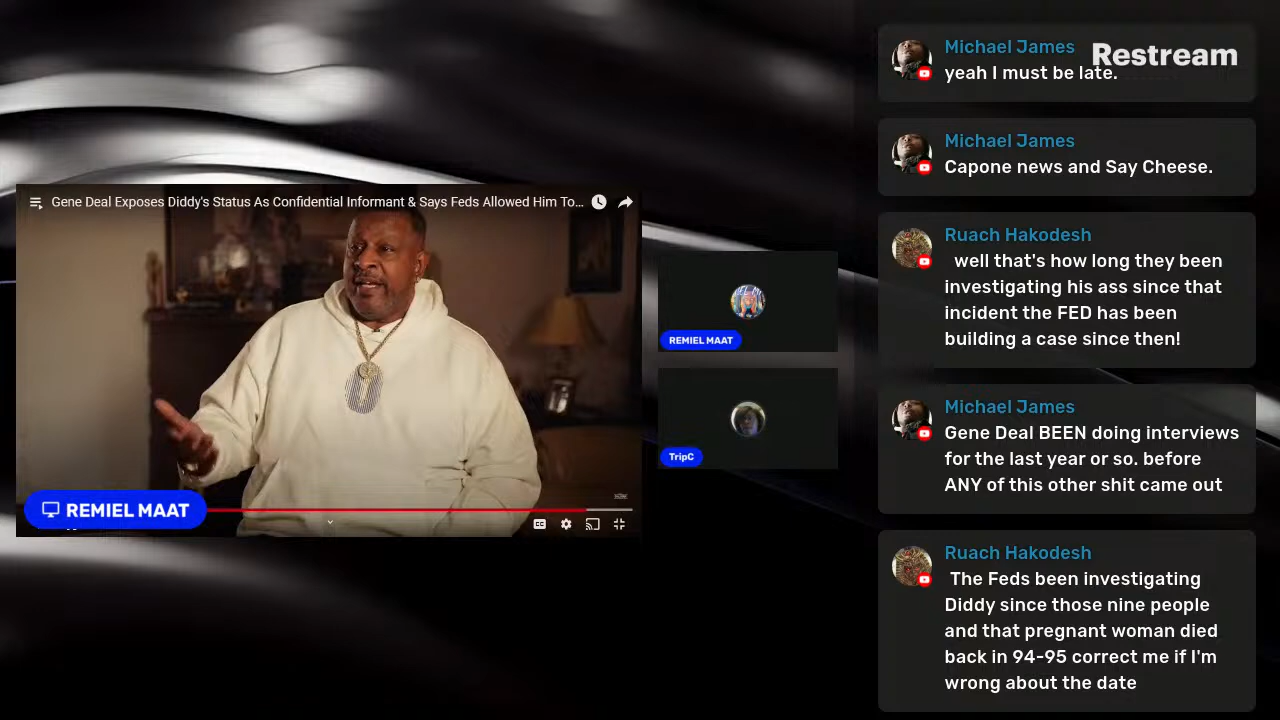 Gene Deal Exposes Diddy's Status As Confidential Informant & Says Feds Allowed Him To...
REMIEL MAAT
CC
REMIEL MAAT
TripC
Restream
Michael James
yeah I must be late.
Michael James
Capone news and Say Cheese.
Ruach Hakodesh
well that's how long they been
investigating his ass since that
incident the FED has been
building a case since then!
Michael James
Gene Deal BEEN doing interviews
for the last year or so. before
ANY of this other shit came out
Ruach Hakodesh
The Feds been investigating
Diddy since those nine people
and that pregnant woman died
back in 94-95 correct me if I'm
wrong about the date